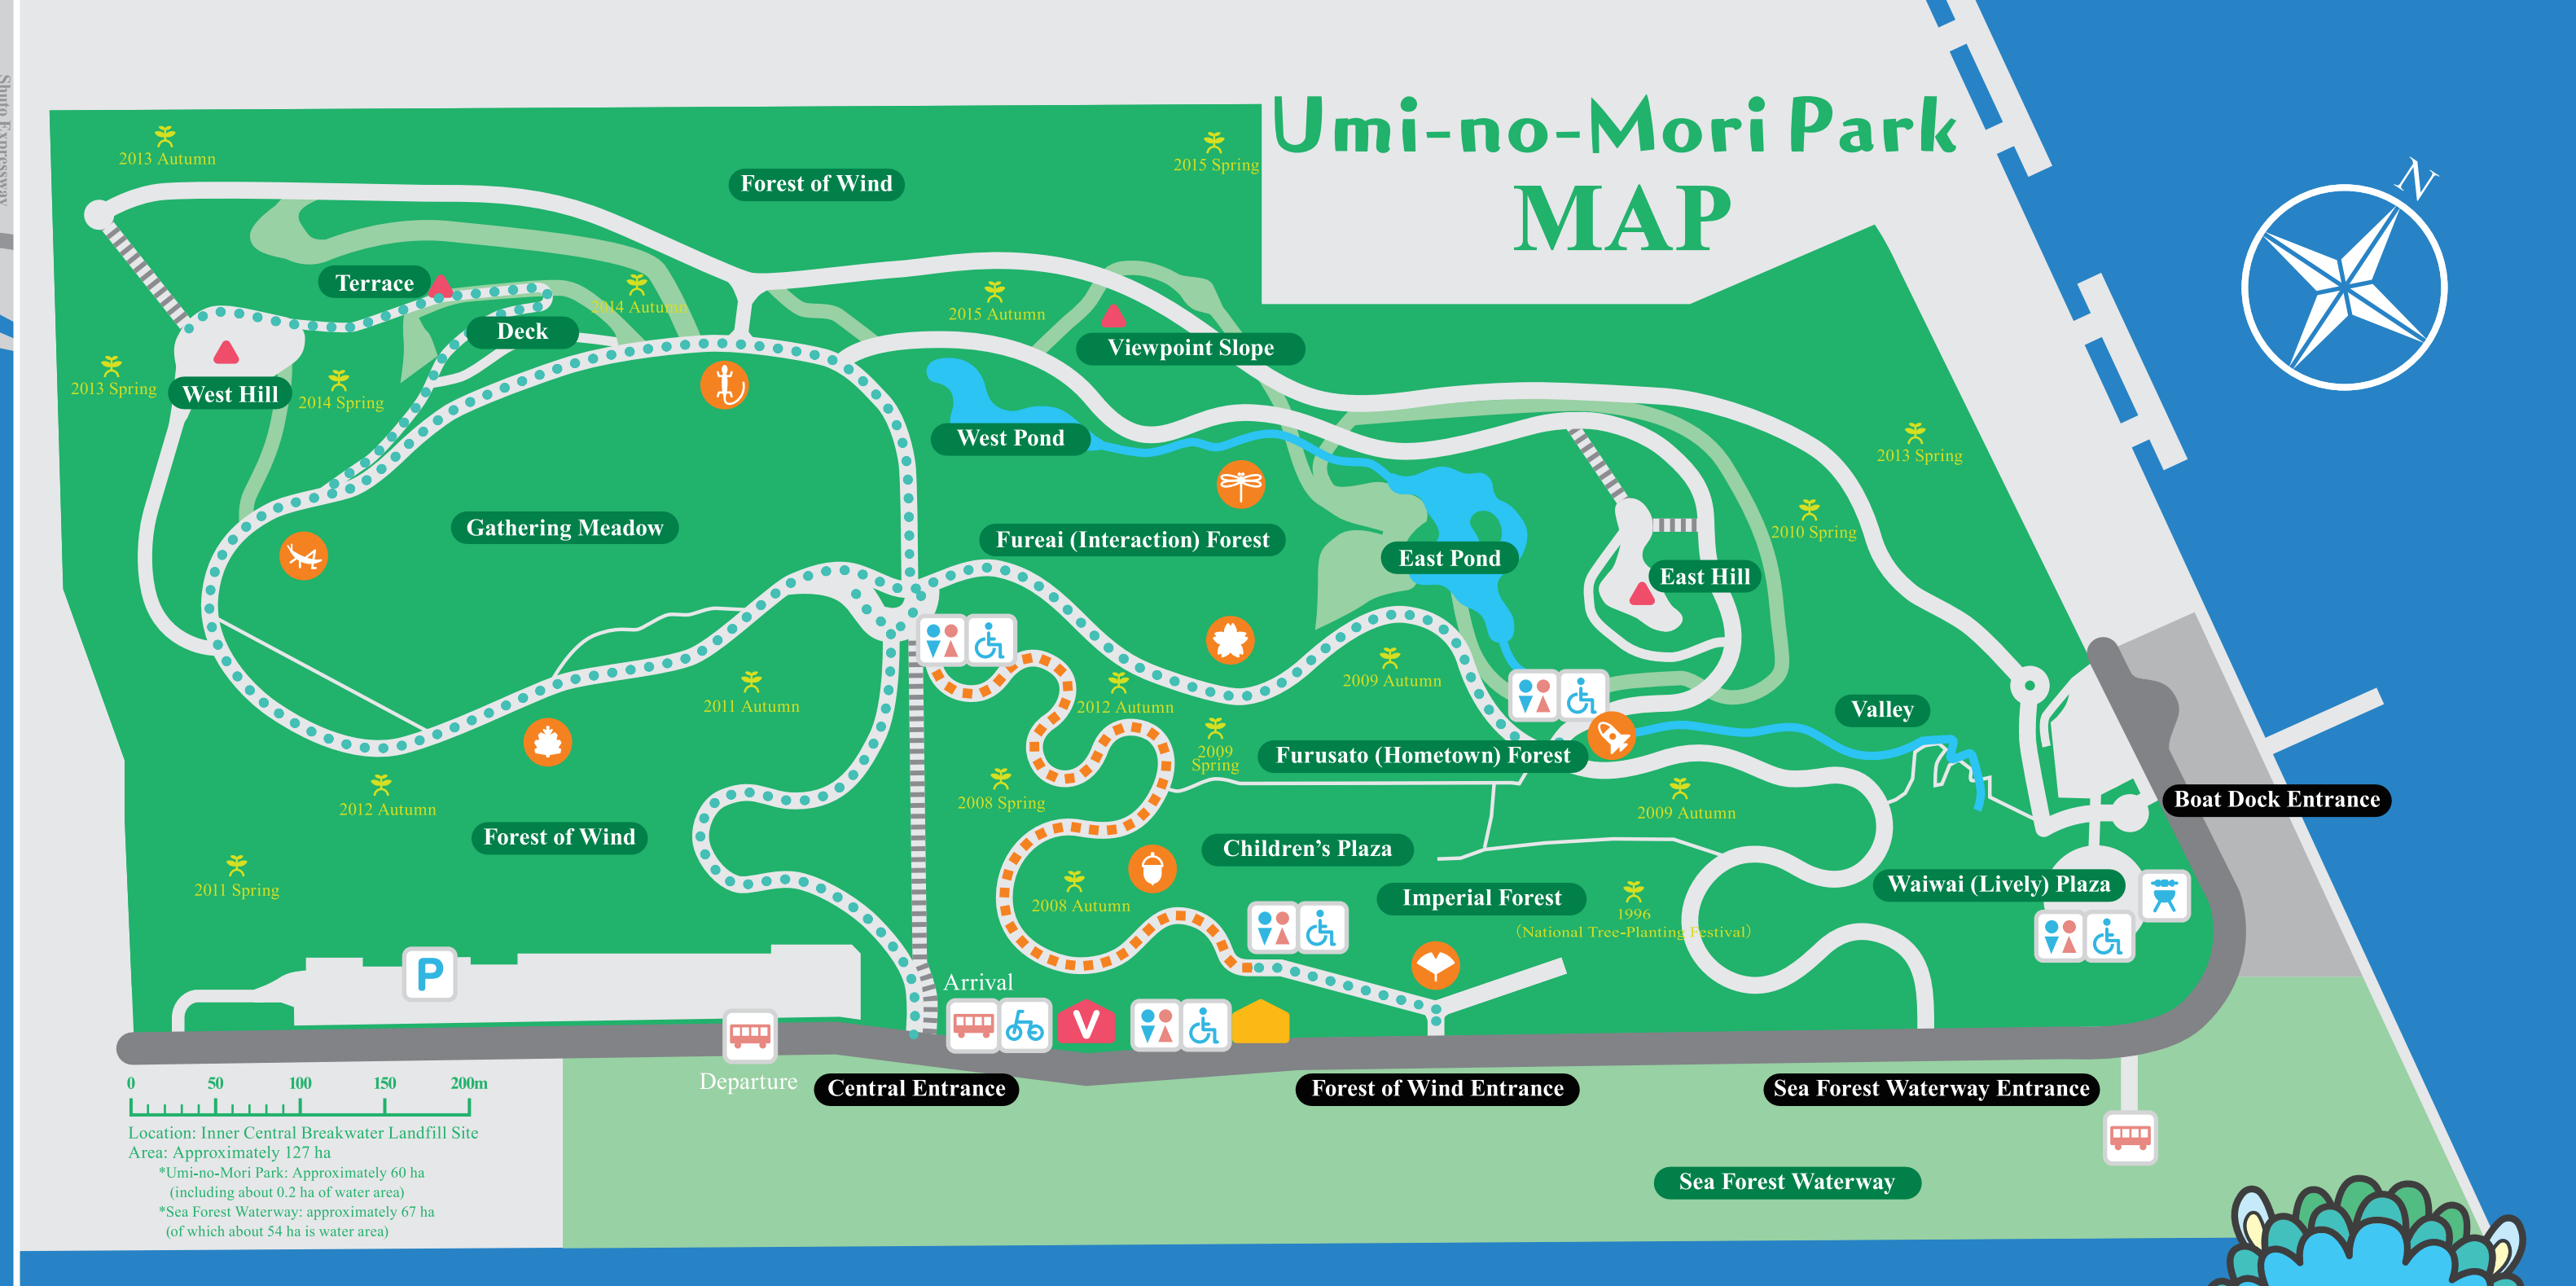 Shuto Expressway
Umi-no-Mori Park
MAP
N
2013 Autumn
Forest of Wind
2015 Spring
Terrace
2014 Autumn
2015 Autumn
Deck
Viewpoint Slope
2013 Spring
West Hill
2014 Spring
West Pond
2013 Spring
Gathering Meadow
Fureai (Interaction) Forest
2010 Spring
East Pond
East Hill
2009 Autumn
2011 Autumn
2012 Autumn
Valley
2009
Spring
Furusato (Hometown) Forest
2012 Autumn
2008 Spring
2009 Autumn
Boat Dock Entrance
Forest of Wind
Children's Plaza
2011 Spring
2008 Autumn
Imperial Forest
Waiwai (Lively) Plaza
1996
(National Tree-Planting Festival)
P
Arrival
V
Departure
Central Entrance
Forest of Wind Entrance
Sea Forest Waterway Entrance
0 50 100 150 200m
Location: Inner Central Breakwater Landfill Site
Area: Approximately 127 ha
*Umi-no-Mori Park: Approximately 60 ha
(including about 0.2 ha of water area)
*Sea Forest Waterway: approximately 67 ha
(of which about 54 ha is water area)
Sea Forest Waterway